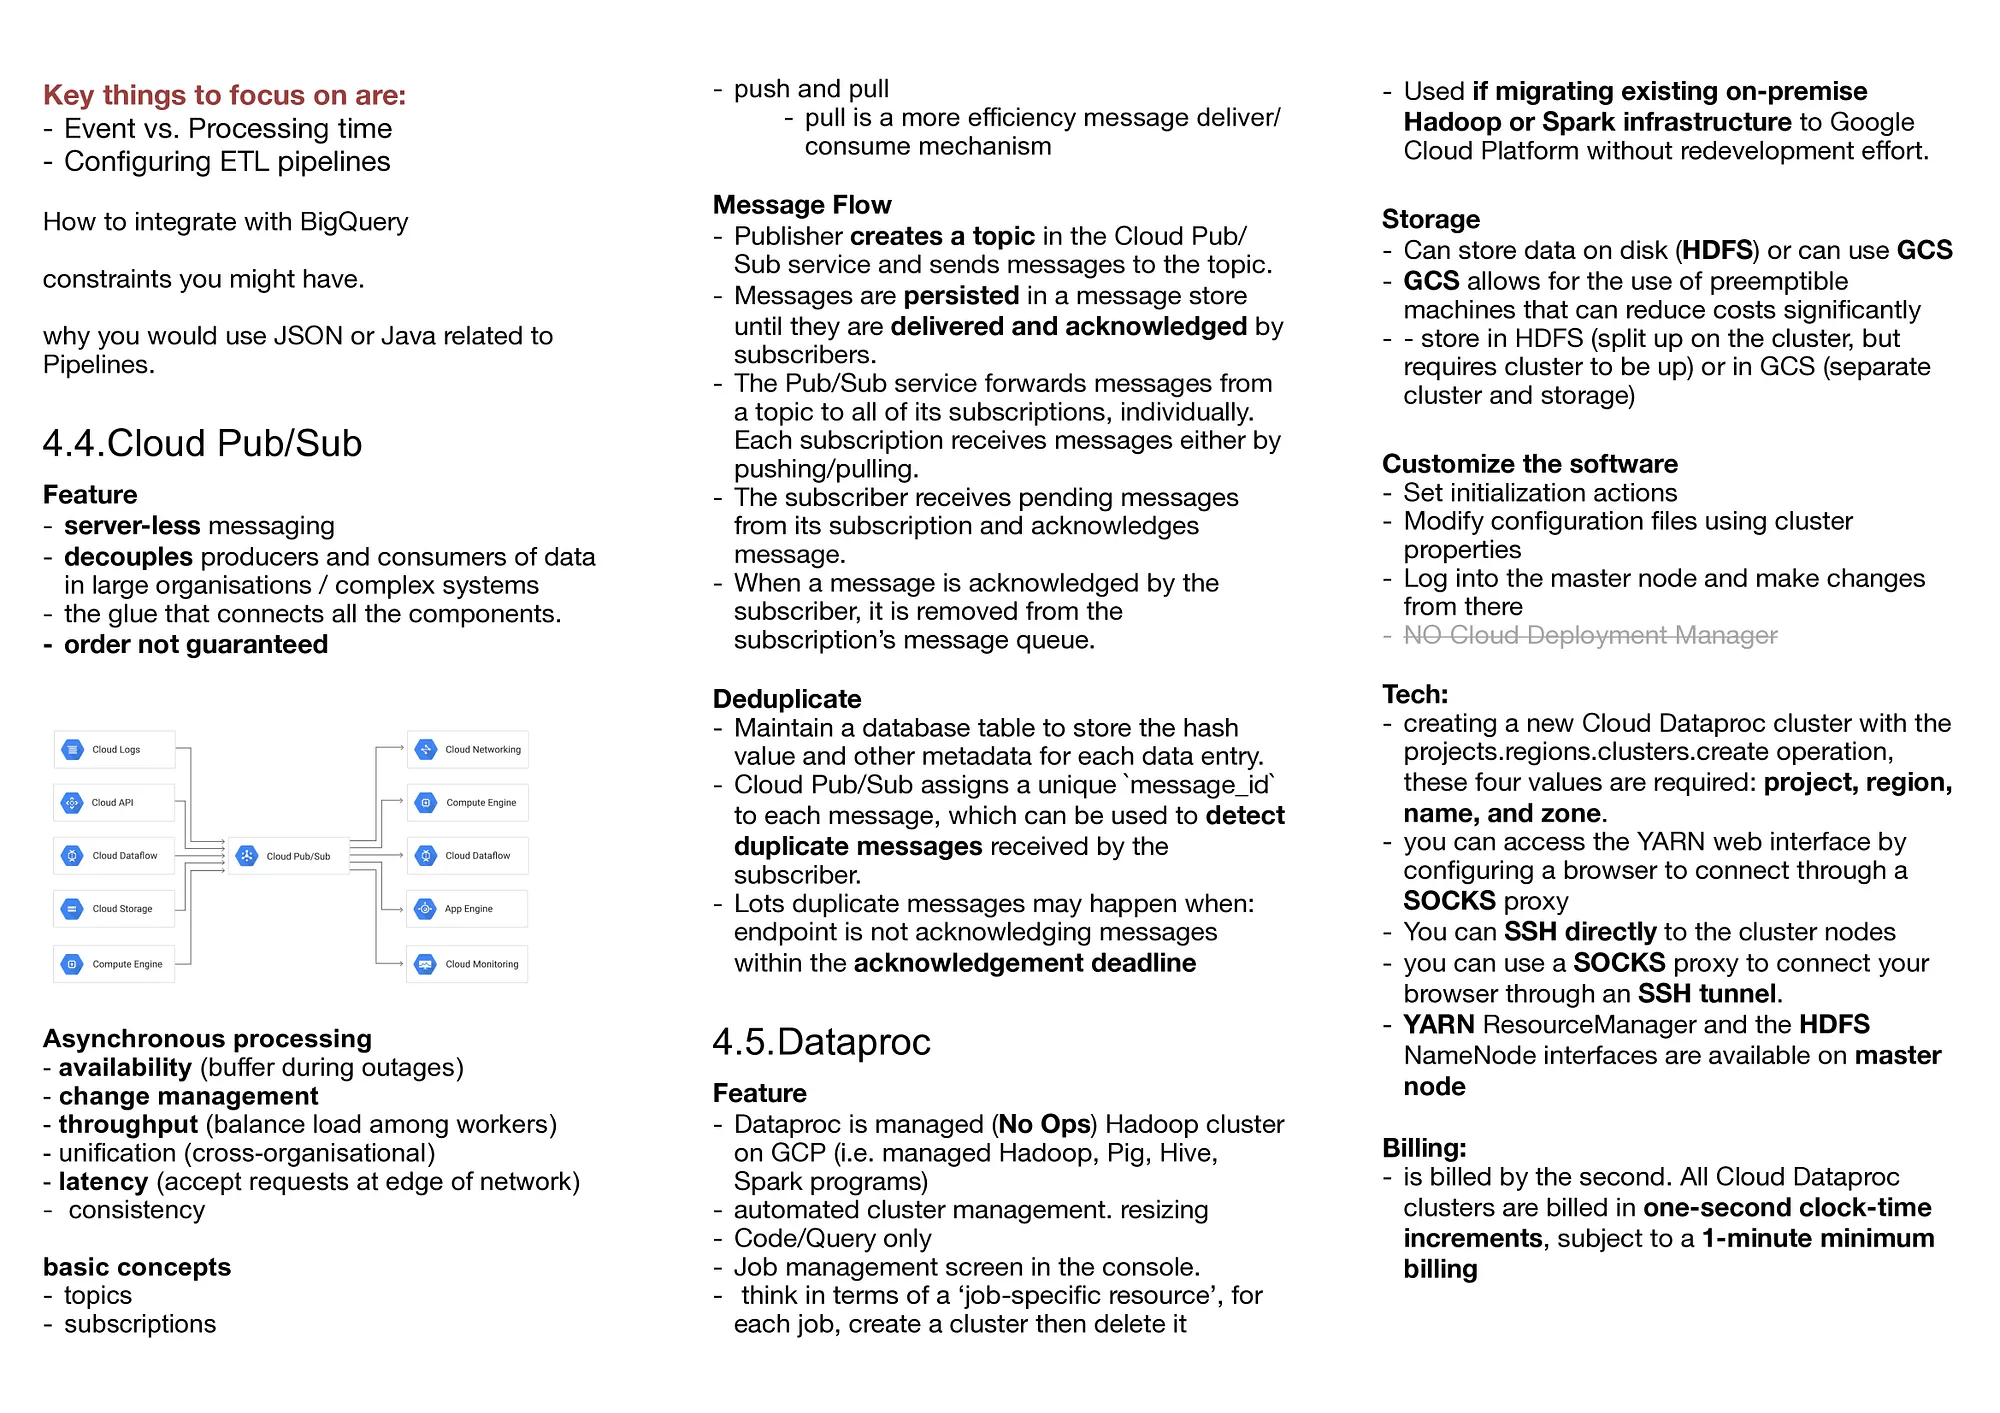 Key things to focus on are:
- Event vs. Processing time
- Configuring ETL pipelines
How to integrate with BigQuery
constraints you might have.
why you would use JSON or Java related to
Pipelines.
4.4.Cloud Pub/Sub
Feature
- server-less messaging
- decouples producers and consumers of data
in large organisations / complex systems
- the glue that connects all the components.
- order not guaranteed
Cloud Logs
Cloud API
Cloud Dataflow
Cloud Storage
Compute Engine
Cloud Pub/Sub
Cloud Networking
Compute Engine
Cloud Dataflow
App Engine
Cloud Monitoring
Asynchronous processing
- availability (buffer during outages)
- change management
- throughput (balance load among workers)
- unification (cross-organisational)
- latency (accept requests at edge of network)
- consistency
basic concepts
- topics
- subscriptions
- push and pull
- pull is a more efficiency message deliver/
consume mechanism
Message Flow
- Publisher creates a topic in the Cloud Pub/
Sub service and sends messages to the topic.
- Messages are persisted in a message store
until they are delivered and acknowledged by
subscribers.
- The Pub/Sub service forwards messages from
a topic to all of its subscriptions, individually.
Each subscription receives messages either by
pushing/pulling.
- The subscriber receives pending messages
from its subscription and acknowledges
message.
- When a message is acknowledged by the
subscriber, it is removed from the
subscription’s message queue.
Deduplicate
- Maintain a database table to store the hash
value and other metadata for each data entry.
- Cloud Pub/Sub assigns a unique `message_id`
to each message, which can be used to detect
duplicate messages received by the
subscriber.
- Lots duplicate messages may happen when:
endpoint is not acknowledging messages
within the acknowledgement deadline
4.5.Dataproc
Feature
- Dataproc is managed (No Ops) Hadoop cluster
on GCP (i.e. managed Hadoop, Pig, Hive,
Spark programs)
- automated cluster management. resizing
- Code/Query only
- Job management screen in the console.
- think in terms of a ‘job-specific resource’, for
each job, create a cluster then delete it
- Used if migrating existing on-premise
Hadoop or Spark infrastructure to Google
Cloud Platform without redevelopment effort.
Storage
- Can store data on disk (HDFS) or can use GCS
- GCS allows for the use of preemptible
machines that can reduce costs significantly
- - store in HDFS (split up on the cluster, but
requires cluster to be up) or in GCS (separate
cluster and storage)
Customize the software
- Set initialization actions
- Modify configuration files using cluster
properties
- Log into the master node and make changes
from there
- NO Cloud Deployment Manager
Tech:
- creating a new Cloud Dataproc cluster with the
projects.regions.clusters.create operation,
these four values are required: project, region,
name, and zone.
- you can access the YARN web interface by
configuring a browser to connect through a
SOCKS proxy
- You can SSH directly to the cluster nodes
- you can use a SOCKS proxy to connect your
browser through an SSH tunnel.
- YARN ResourceManager and the HDFS
NameNode interfaces are available on master
node
Billing:
- is billed by the second. All Cloud Dataproc
clusters are billed in one-second clock-time
increments, subject to a 1-minute minimum
billing